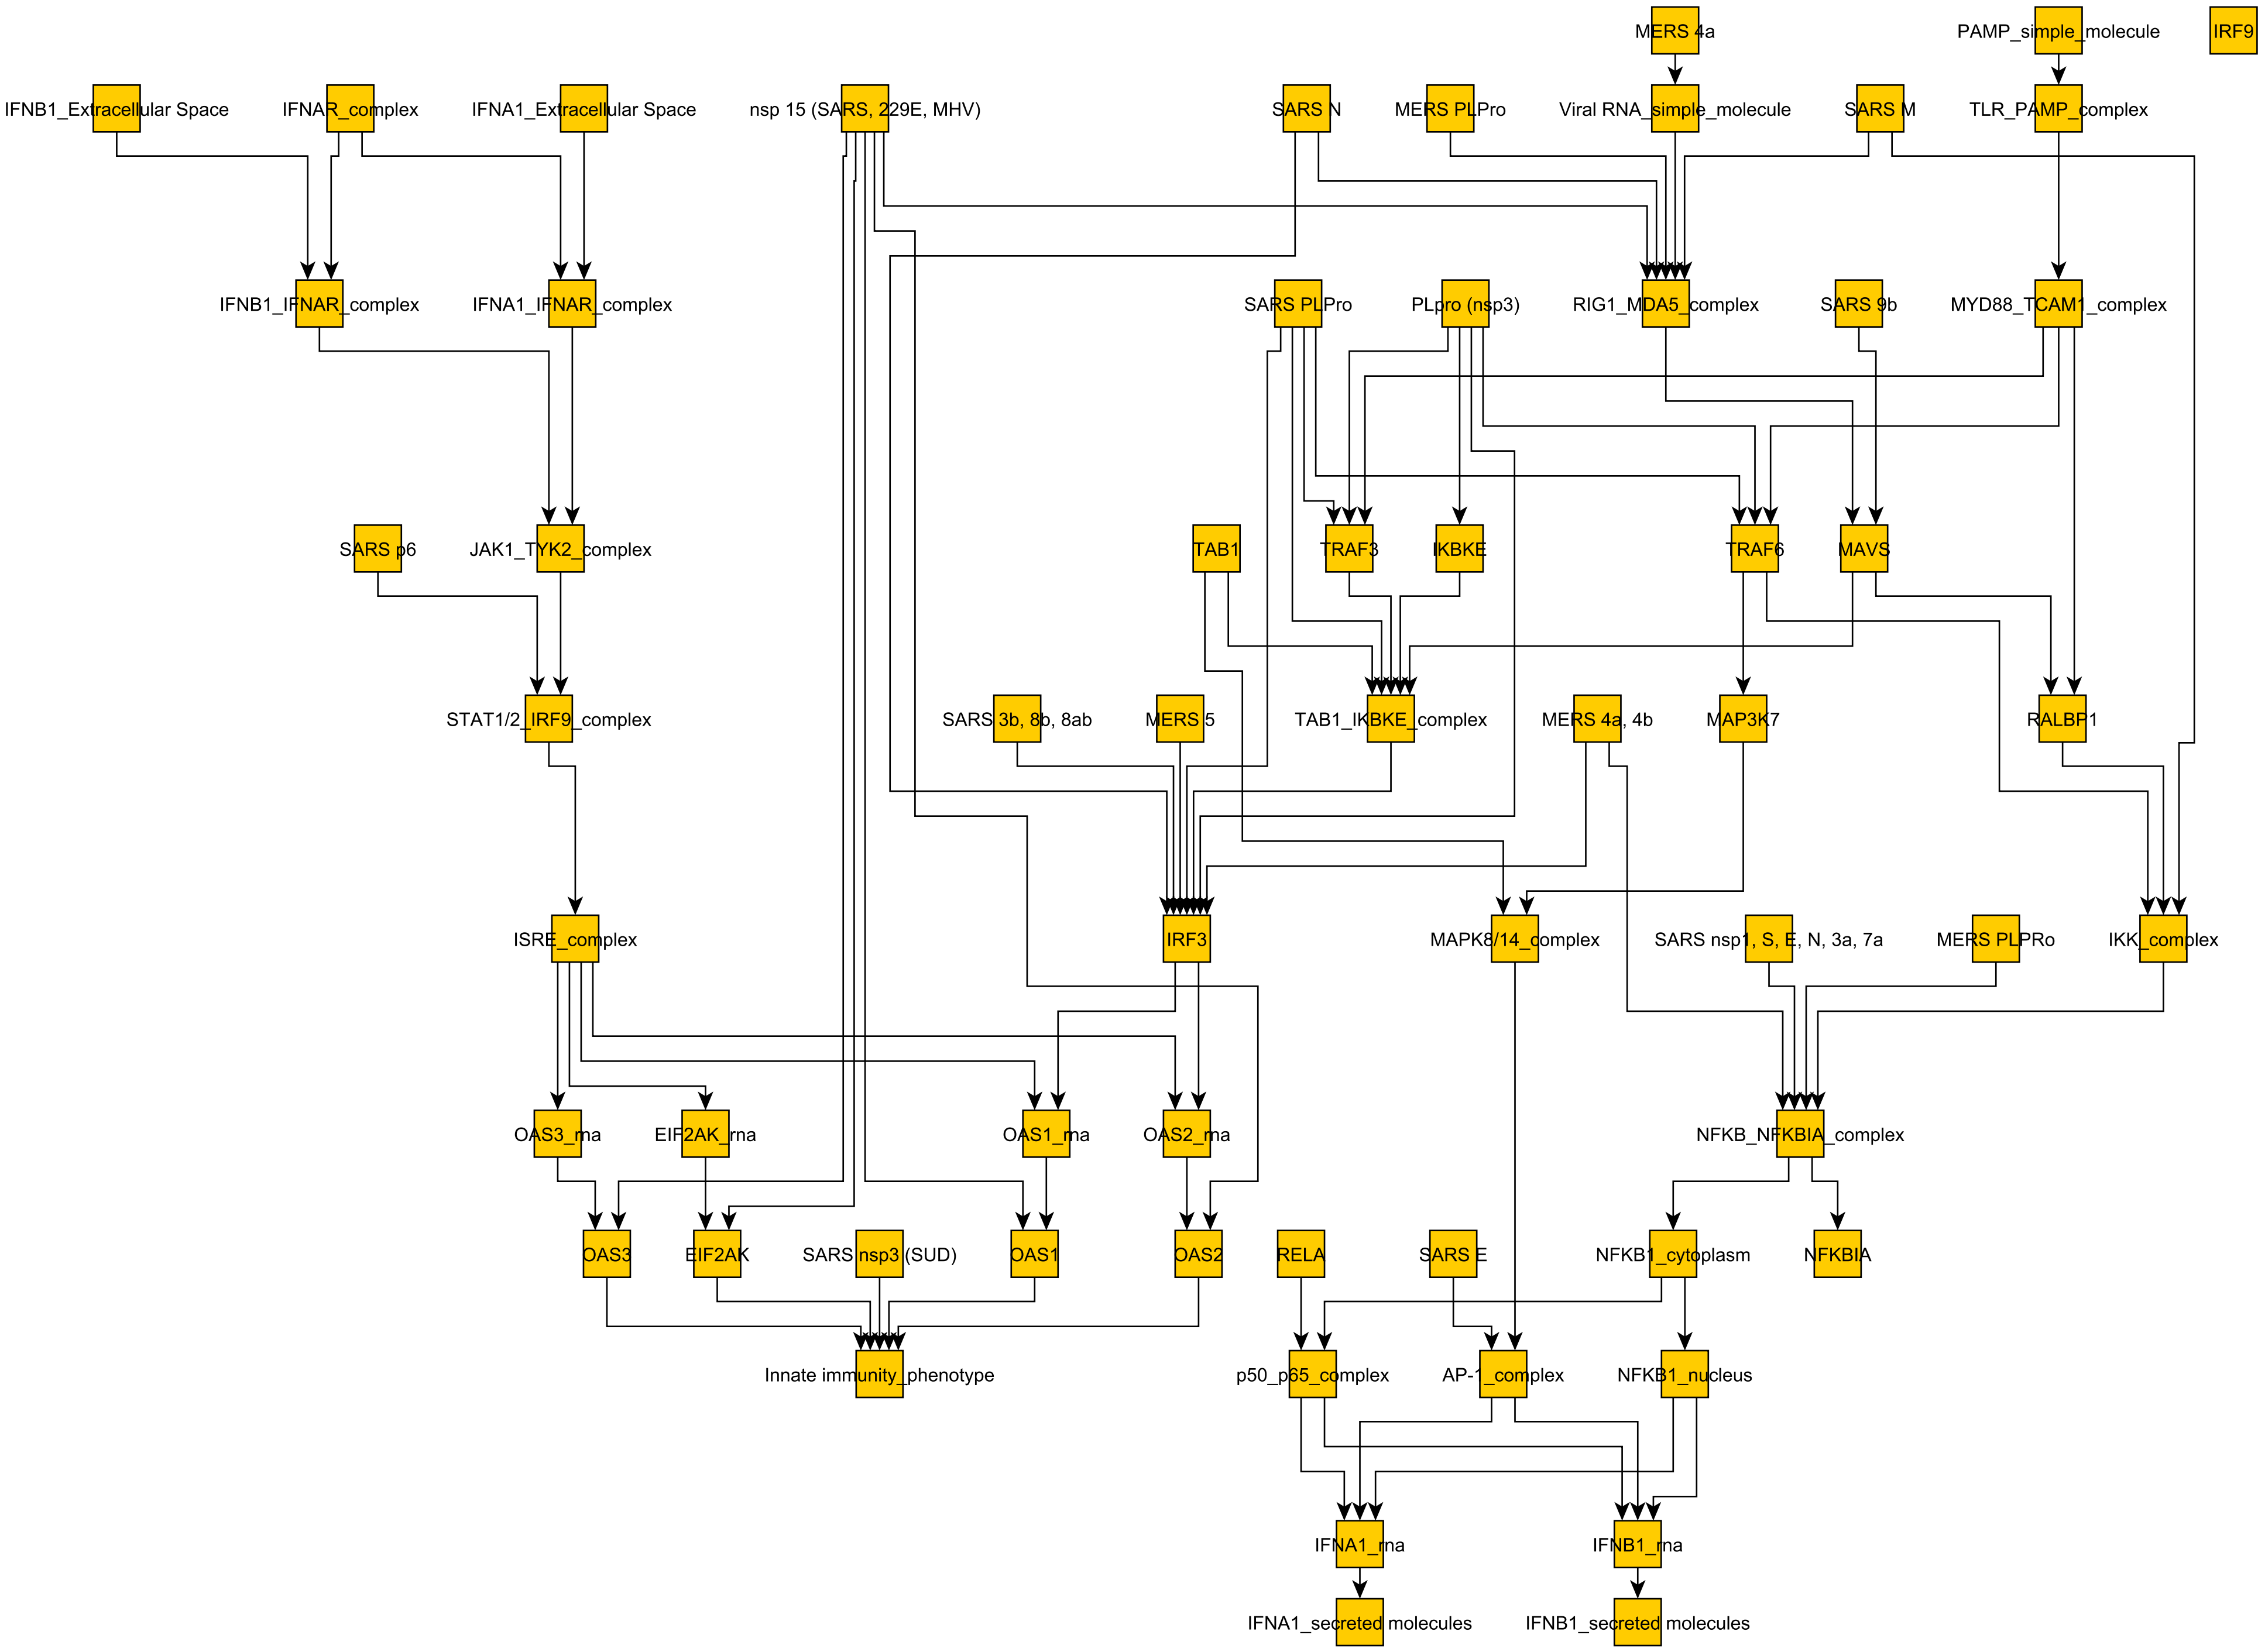 MERS 4a
PAMP_simple_molecule
IRF9
IFNB1_Extracellular Space
IFNAR_complex
IFNA1_Extracellular Space
nsp 15 (SARS, 229E, MHV)
SARS N
MERS PLPro
Viral RNA_simple_molecule
SARS M
TLR_PAMP_complex
IFNB1_IFNAR_complex
IFNA1_IFNAR_complex
SARS PLPro
PLpro (nsp3)
RIG1_MDA5_complex
SARS 9b
MYD88_TCAM1_complex
SARS p6
JAK1_TYK2_complex
TAB1
TRAF3
IKBKE
TRAF6
MAVS
STAT1/2_IRF9_complex
SARS 3b, 8b, 8ab
MERS 5
TAB1_IKBKE_complex
MERS 4a, 4b
MAP3K7
RALBP1
ISRE_complex
IRF3
MAPK8/14_complex
SARS nsp1, S, E, N, 3a, 7a
MERS PLPRo
IKK_complex
OAS3_rna
EIF2AK_rna
OAS1_rna
OAS2_rna
NFKB_NFKBIA_complex
OAS3
EIF2AK
SARS nsp3 (SUD)
OAS1
OAS2
RELA
SARS E
NFKB1_cytoplasm
NFKBIA
Innate immunity_phenotype
p50_p65_complex
AP-1_complex
NFKB1_nucleus
IFNA1_rna
IFNB1_rna
IFNA1_secreted molecules
IFNB1_secreted molecules